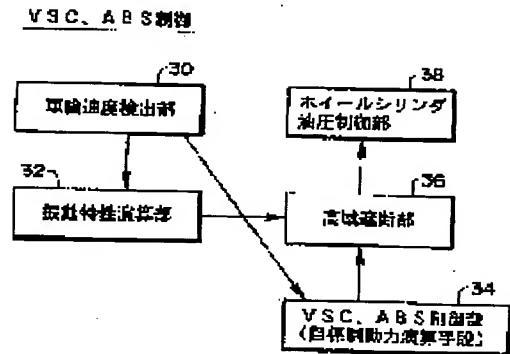 VSC、ABS制御
30
車輪速度検出部
38
ホイールシリンダ
油圧制御部
32
振動特性演算部
36
高域遮断部
34
VSC、ABS制御部
(目標制動力演算手段)